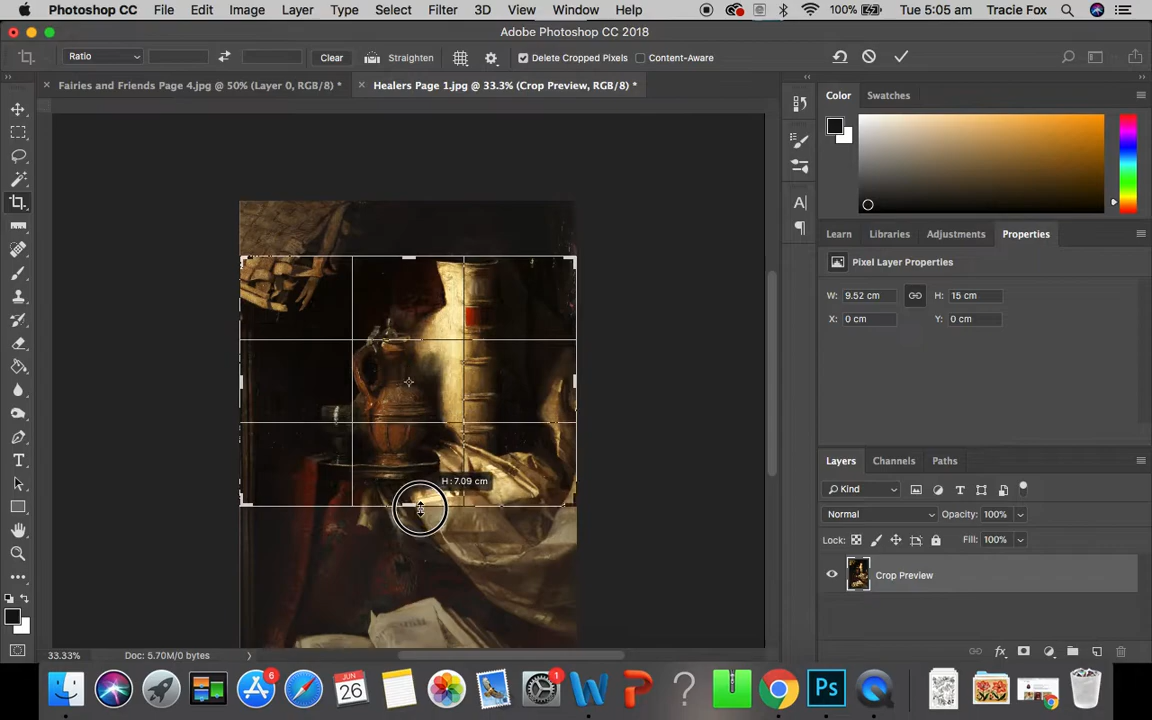 Photoshop CC File Edit Image Layer Type Select Filter 3D View Window Help 100% Tue 5:05 am Tracie Fox
Adobe Photoshop CC 2018
Ratio Clear Straighten Delete Cropped Pixels Content-Aware
Fairies and Friends Page 4.jpg @ 50% (Layer 0, RGB/8) * Healers Page 1.jpg @ 33.3% (Crop Preview, RGB/8) *
Color Swatches
Learn Libraries Adjustments Properties
Pixel Layer Properties
W: 9.52 cm H: 15 cm
X: 0 cm Y: 0 cm
Layers Channels Paths
H: 7.09 cm
Kind
Normal Opacity: 100%
Lock: Fill: 100%
Crop Preview
33.33% Doc: 5.70M/0 bytes
6 JUN 26 1 Ps